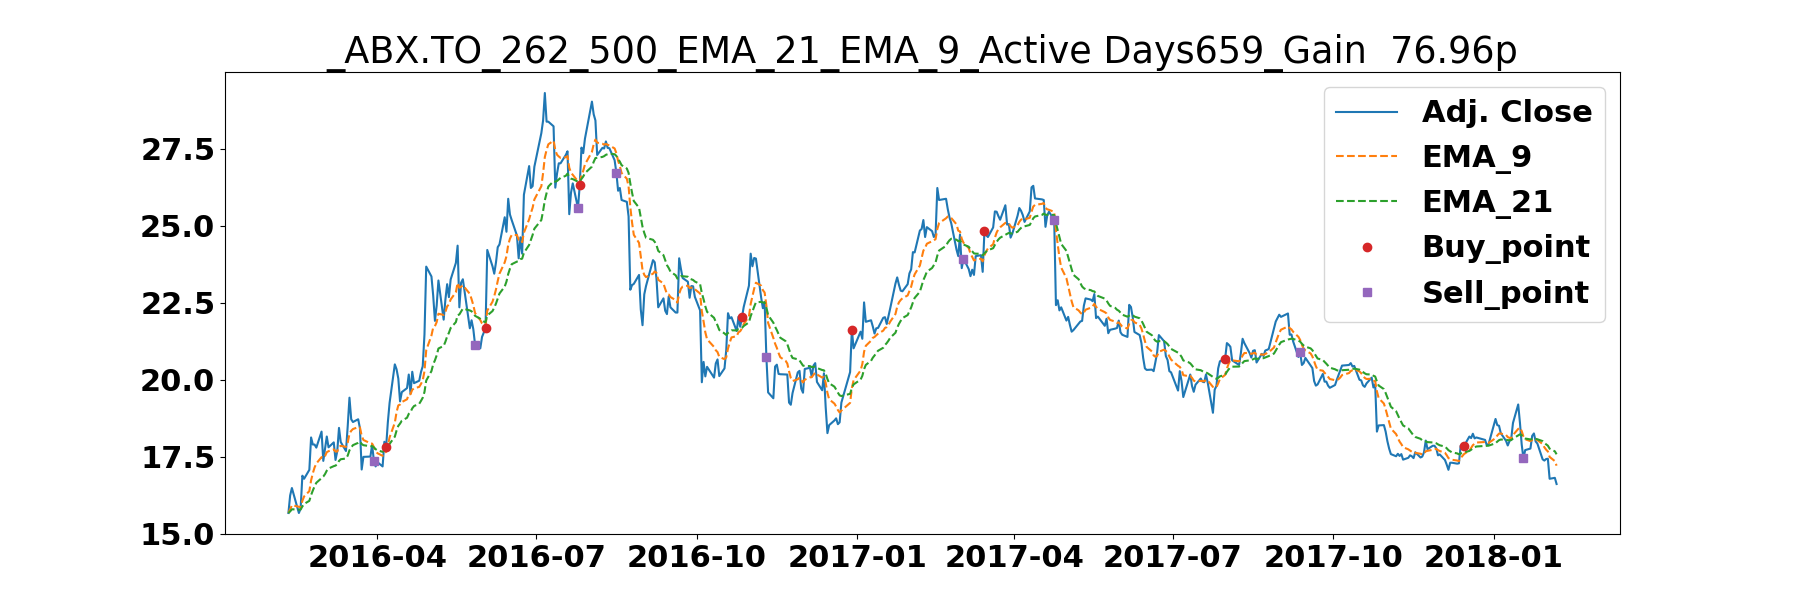 _ABX.TO_262_500_EMA_21_EMA_9_Active Days659_Gain  76.96p
Adj. Close
EMA_9
EMA_21
Buy_point
Sell_point
27.5
25.0
22.5
20.0
17.5
15.0
2016-04 2016-07 2016-10 2017-01 2017-04 2017-07 2017-10 2018-01